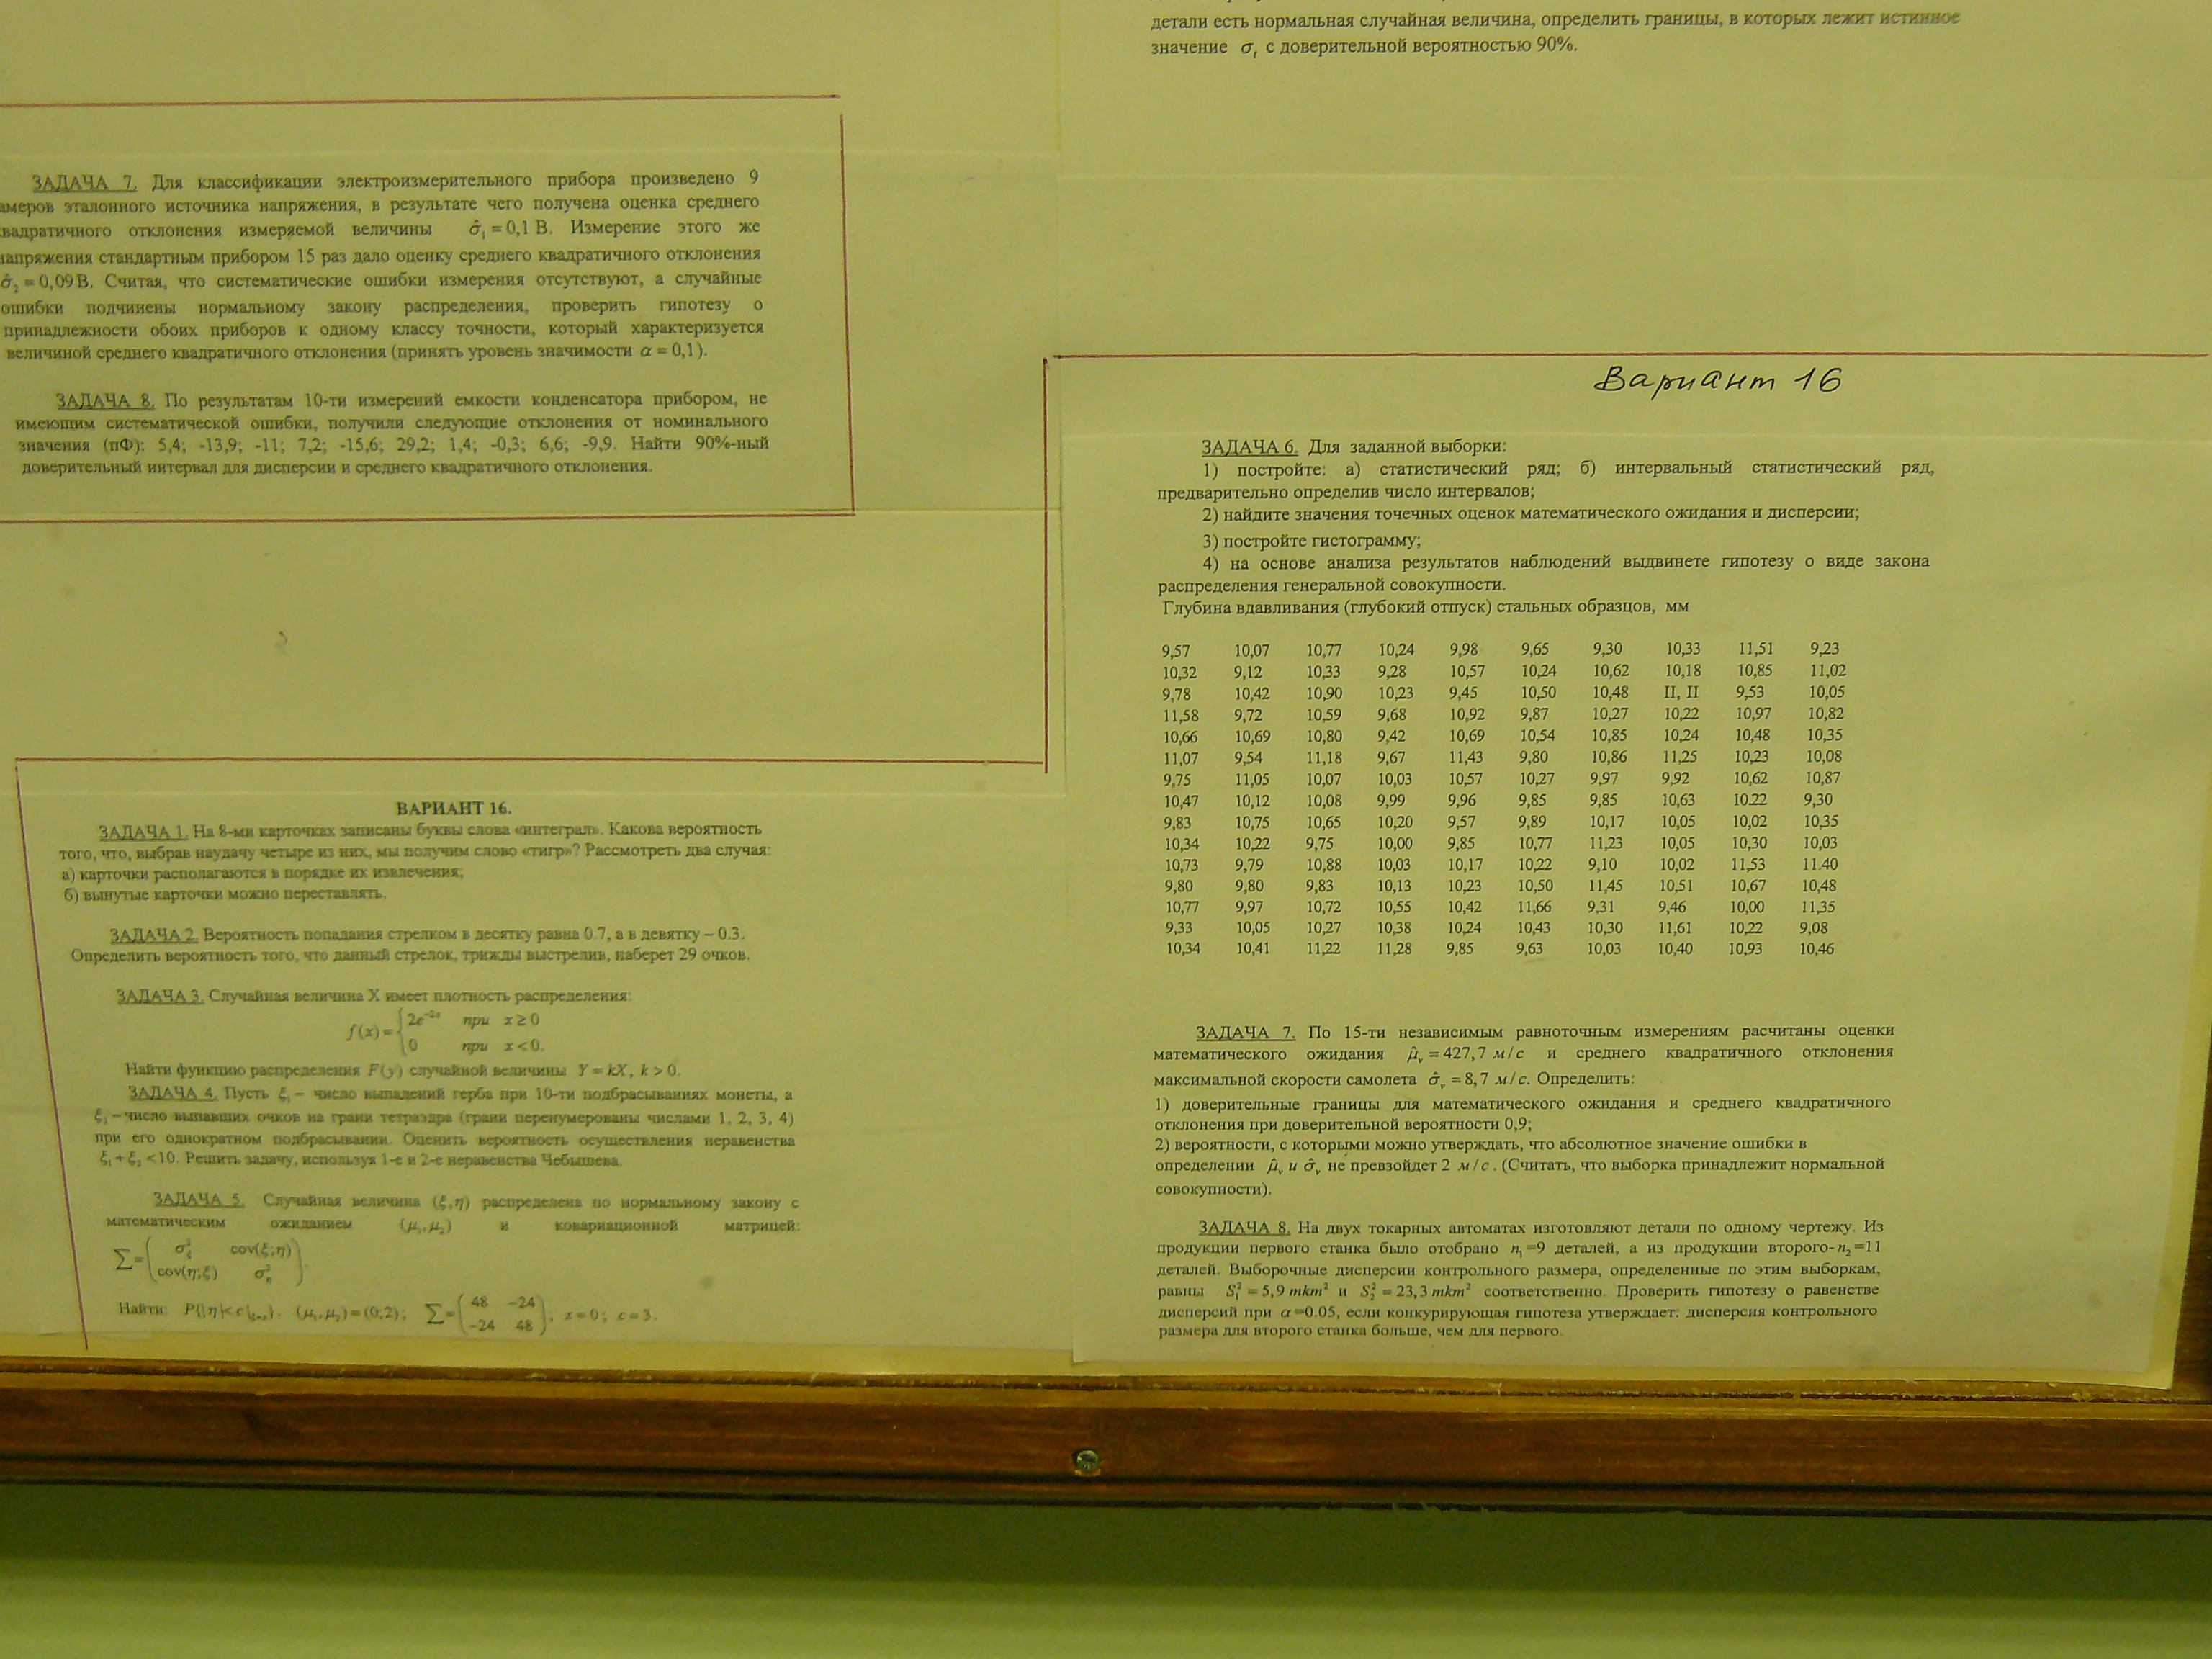 ЗАДАЧА 7. Для классификации электроизмерительного прибора произведено 9
амеров эталонного источника напряжения, в результате чего получена оценка среднего
вадратичного отклонения измеряемой величины σ̂₁ = 0,1 В. Измерение этого же
напряжения стандартным прибором 15 раз дало оценку среднего квадратичного отклонения
σ̂₂ = 0,09 В. Считая, что систематические ошибки измерения отсутствуют, а случайные
ошибки подчинены нормальному закону распределения, проверить гипотезу о
принадлежности обоих приборов к одному классу точности, который характеризуется
величиной среднего квадратичного отклонения (принять уровень значимости α = 0,1).
ЗАДАЧА 8. По результатам 10-ти измерений емкости конденсатора прибором, не
имеющим систематической ошибки, получили следующие отклонения от номинального
значения (пФ): 5,4; -13,9; -11; 7,2; -15,6; 29,2; 1,4; -0,3; 6,6; -9,9. Найти 90%-ный
доверительный интервал для дисперсии и среднего квадратичного отклонения.
ВАРИАНТ 16.
ЗАДАЧА 1. На 8-ми карточках записаны буквы слова «интеграл». Какова вероятность
того, что, выбрав наудачу четыре из них, мы получим слово «тигр»? Рассмотреть два случая:
а) карточки располагаются в порядке их извлечения;
б) вынутые карточки можно переставлять.
ЗАДАЧА 2. Вероятность попадания стрелком в десятку равна 0.7, а в девятку – 0.3.
Определить вероятность того, что данный стрелок, трижды выстрелив, наберет 29 очков.
ЗАДАЧА 3. Случайная величина X имеет плотность распределения:
f(x) = { 2e⁻²ˣ при x ≥ 0
0 при x < 0.
Найти функцию распределения F(y) случайной величины Y = kX, k > 0.
ЗАДАЧА 4. Пусть ξ₁ – число выпадений герба при 10-ти подбрасываниях монеты, а
ξ₂ – число выпавших очков на грани тетраэдра (грани перенумерованы числами 1, 2, 3, 4)
при его однократном подбрасывании. Оценить вероятность осуществления неравенства
ξ₁ + ξ₂ < 10. Решить задачу, используя 1-е и 2-е неравенства Чебышева.
ЗАДАЧА 5. Случайная величина (ξ,η) распределена по нормальному закону с
математическим ожиданием (μ₁,μ₂) и ковариационной матрицей:
∑ = ( σ²ξ cov(ξ;η)
cov(η;ξ) σ²η ).
Найти: P(|η| < c|ξ=x). (μ₁,μ₂) = (0;2); ∑ = ( 48 −24
−24 48 ); x = 0; c = 3.
детали есть нормальная случайная величина, определить границы, в которых лежит истинное
значение σₗ с доверительной вероятностью 90%.
Вариант 16
ЗАДАЧА 6. Для заданной выборки:
1) постройте: а) статистический ряд; б) интервальный статистический ряд,
предварительно определив число интервалов;
2) найдите значения точечных оценок математического ожидания и дисперсии;
3) постройте гистограмму;
4) на основе анализа результатов наблюдений выдвинете гипотезу о виде закона
распределения генеральной совокупности.
Глубина вдавливания (глубокий отпуск) стальных образцов, мм
9,57 10,07 10,77 10,24 9,98 9,65 9,30 10,33 11,51 9,23
10,32 9,12 10,33 9,28 10,57 10,24 10,62 10,18 10,85 11,02
9,78 10,42 10,90 10,23 9,45 10,50 10,48 II, II 9,53 10,05
11,58 9,72 10,59 9,68 10,92 9,87 10,27 10,22 10,97 10,82
10,66 10,69 10,80 9,42 10,69 10,54 10,85 10,24 10,48 10,35
11,07 9,54 11,18 9,67 11,43 9,80 10,86 11,25 10,23 10,08
9,75 11,05 10,07 10,03 10,57 10,27 9,97 9,92 10,62 10,87
10,47 10,12 10,08 9,99 9,96 9,85 9,85 10,63 10,22 9,30
9,83 10,75 10,65 10,20 9,57 9,89 10,17 10,05 10,02 10,35
10,34 10,22 9,75 10,00 9,85 10,77 11,23 10,05 10,30 10,03
10,73 9,79 10,88 10,03 10,17 10,22 9,10 10,02 11,53 11.40
9,80 9,80 9,83 10,13 10,23 10,50 11,45 10,51 10,67 10,48
10,77 9,97 10,72 10,55 10,42 11,66 9,31 9,46 10,00 11,35
9,33 10,05 10,27 10,38 10,24 10,43 10,30 11,61 10,22 9,08
10,34 10,41 11,22 11,28 9,85 9,63 10,03 10,40 10,93 10,46
ЗАДАЧА 7. По 15-ти независимым равноточным измерениям расчитаны оценки
математического ожидания μ̂ᵥ = 427,7 м/с и среднего квадратичного отклонения
максимальной скорости самолета σ̂ᵥ = 8,7 м/с. Определить:
1) доверительные границы для математического ожидания и среднего квадратичного
отклонения при доверительной вероятности 0,9;
2) вероятности, с которыми можно утверждать, что абсолютное значение ошибки в
определении μ̂ᵥ и σ̂ᵥ не превзойдет 2 м/с. (Считать, что выборка принадлежит нормальной
совокупности).
ЗАДАЧА 8. На двух токарных автоматах изготовляют детали по одному чертежу. Из
продукции первого станка было отобрано n₁=9 деталей, а из продукции второго-n₂=11
деталей. Выборочные дисперсии контрольного размера, определенные по этим выборкам,
равны S₁² = 5,9 mkm² и S₂² = 23,3 mkm² соответственно. Проверить гипотезу о равенстве
дисперсий при α=0.05, если конкурирующая гипотеза утверждает: дисперсия контрольного
размера для второго станка больше, чем для первого.